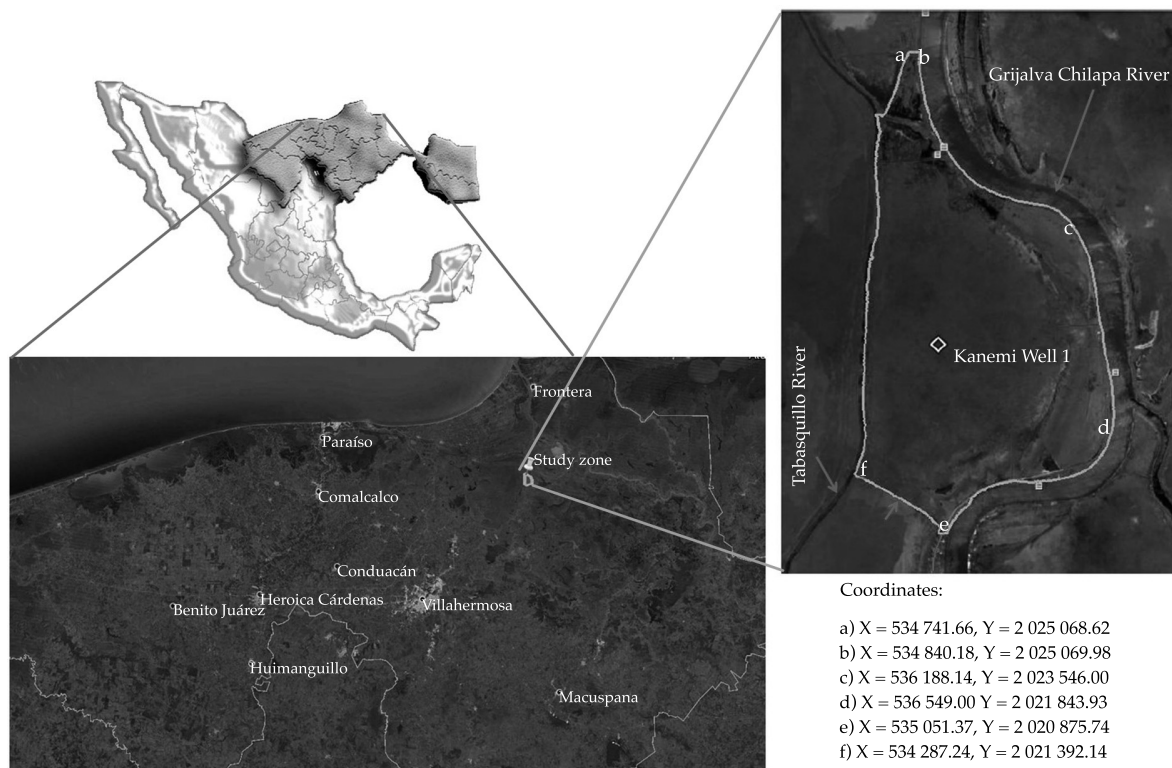 a
b
Grijalva Chilapa River
c
Kanemi Well 1
Tabasquillo River
d
f
e
Frontera
Paraíso
Study zone
Comalcalco
Conduacán
Benito Juárez
Heroica Cárdenas
Villahermosa
Huimanguillo
Macuspana
Coordinates:
a) X = 534 741.66, Y = 2 025 068.62
b) X = 534 840.18, Y = 2 025 069.98
c) X = 536 188.14, Y = 2 023 546.00
d) X = 536 549.00 Y = 2 021 843.93
e) X = 535 051.37, Y = 2 020 875.74
f) X = 534 287.24, Y = 2 021 392.14